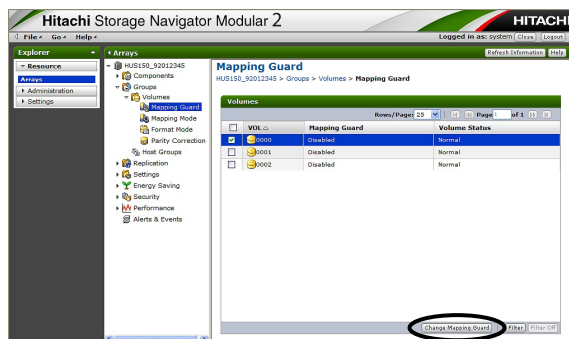 Hitachi Storage Navigator Modular 2
HITACHI
File Go Help
Logged in as: system Close Logout
Explorer
Arrays
Refresh Information Help
Resource
Arrays
Administration
Settings
HUS150_92012345
Components
Groups
Volumes
Mapping Guard
Mapping Mode
Format Mode
Parity Correction
Host Groups
Replication
Settings
Energy Saving
Security
Performance
Alerts & Events
Mapping Guard
HUS150_92012345 > Groups > Volumes > Mapping Guard
Volumes
Rows/Page: 25 Page 1 of 1
VOL Mapping Guard Volume Status
0000 Disabled Normal
0001 Disabled Normal
0002 Disabled Normal
Change Mapping Guard Filter Filter Off